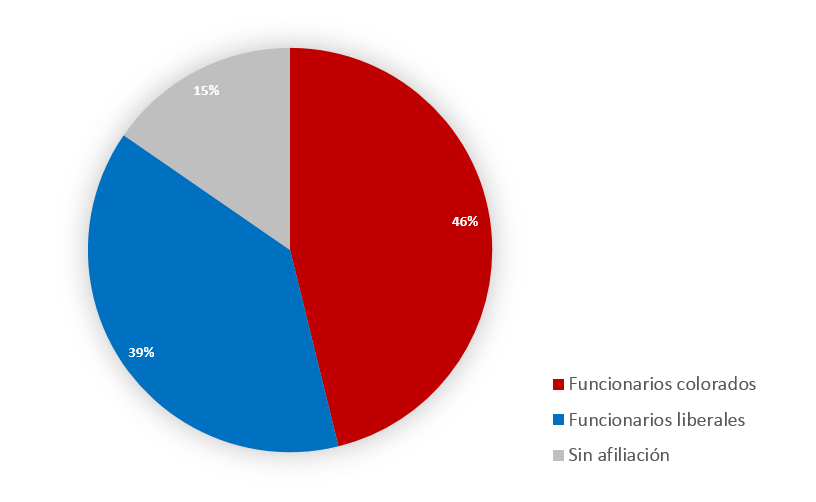 15%
46%
39%
Funcionarios colorados
Funcionarios liberales
Sin afiliación